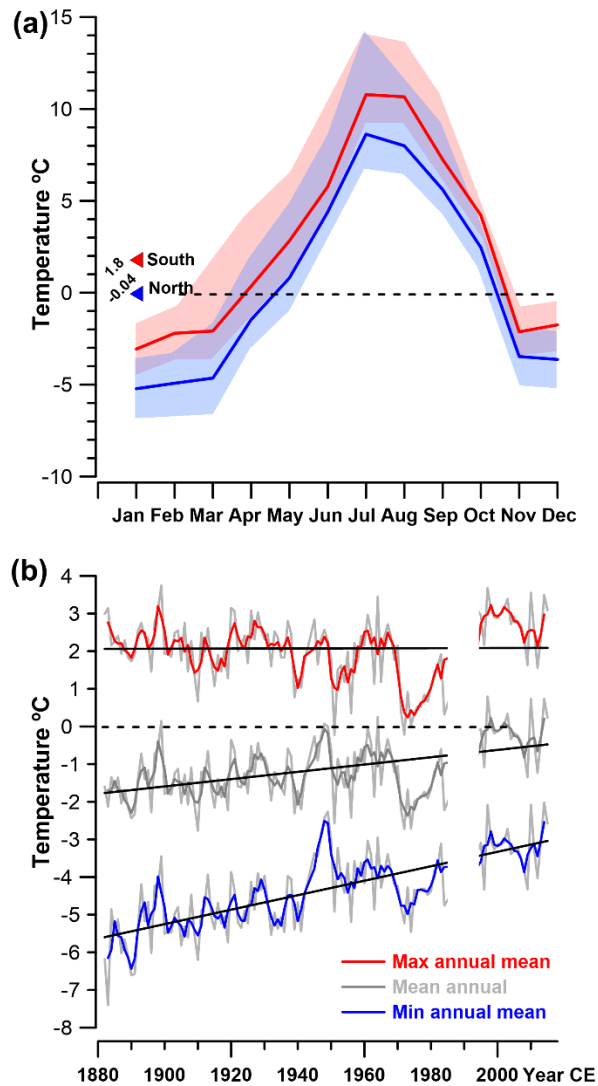 (a)
15
10
5
0
-5
-10
Temperature ºC
1.8 South
-0.04 North
Jan Feb Mar Apr May Jun Jul Aug Sep Oct Nov Dec
(b)
4
3
2
1
0
-1
-2
-3
-4
-5
-6
-7
-8
Temperature ºC
Max annual mean
Mean annual
Min annual mean
1880 1900 1920 1940 1960 1980 2000 Year CE